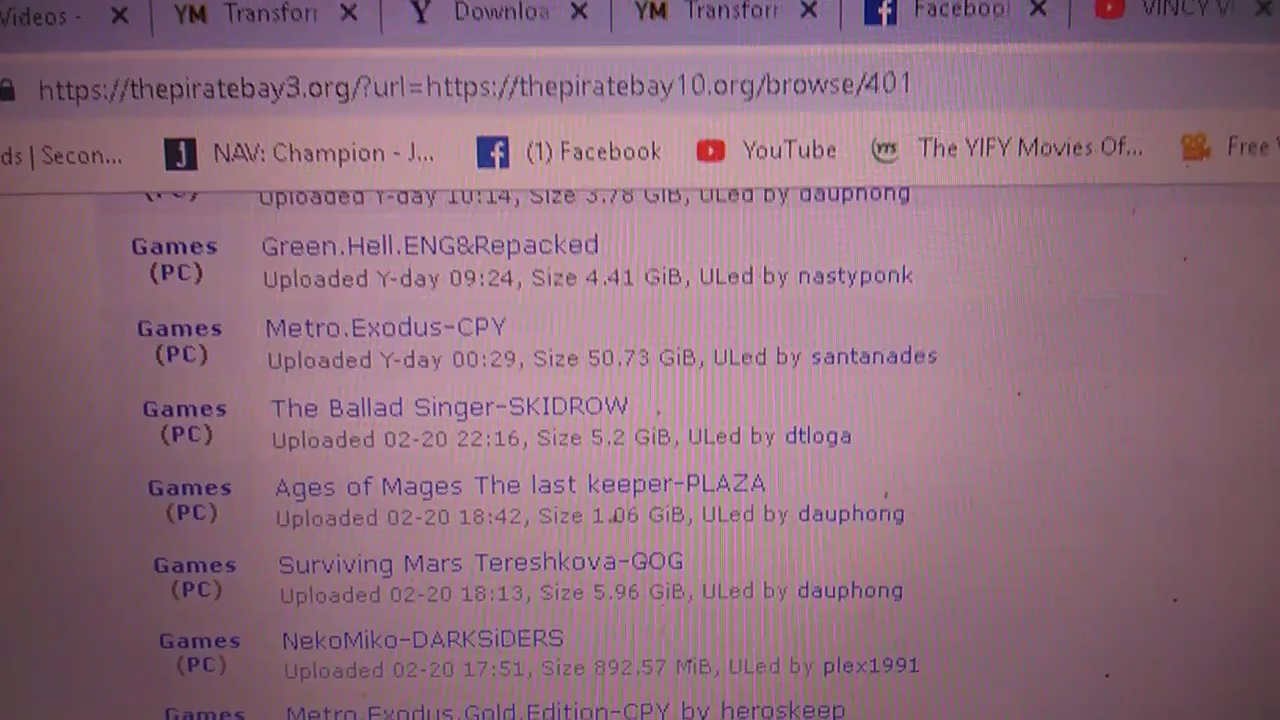 Videos - X YM Transfor X Y Downloa X YM Transfor X Facebook X VINCY V X
https://thepiratebay3.org/?url=https://thepiratebay10.org/browse/401
ds | Secon... NAV: Champion - J... (1) Facebook YouTube The YIFY Movies Of... Free
(PC) Uploaded Y-day 10:14, Size 3.78 GiB, ULed by dauphong
Games Green.Hell.ENG&Repacked
(PC) Uploaded Y-day 09:24, Size 4.41 GiB, ULed by nastyponk
Games Metro.Exodus-CPY
(PC) Uploaded Y-day 00:29, Size 50.73 GiB, ULed by santanades
Games The Ballad Singer-SKIDROW
(PC) Uploaded 02-20 22:16, Size 5.2 GiB, ULed by dtloga
Games Ages of Mages The last keeper-PLAZA
(PC) Uploaded 02-20 18:42, Size 1.06 GiB, ULed by dauphong
Games Surviving Mars Tereshkova-GOG
(PC) Uploaded 02-20 18:13, Size 5.96 GiB, ULed by dauphong
Games NekoMiko-DARKSiDERS
(PC) Uploaded 02-20 17:51, Size 892.57 MiB, ULed by plex1991
Games Metro.Exodus.Gold.Edition-CPY by heroskeep